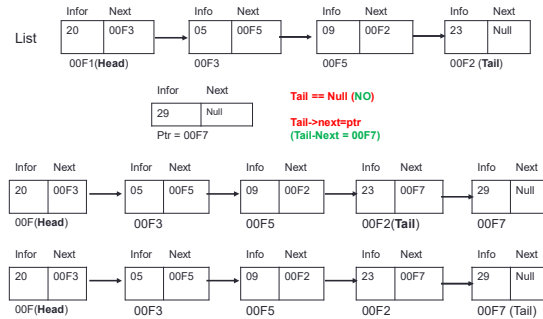 Infor Next Info Next Info Next Info Next
List 20 00F3 05 00F5 09 00F2 23 Null
00F1(Head) 00F3 00F5 00F2 (Tail)
Infor Next
29 Null
Ptr = 00F7
Tail == Null (NO)
Tail->next=ptr
(Tail-Next = 00F7)
Infor Next Info Next Info Next Info Next Info Next
20 00F3 05 00F5 09 00F2 23 00F7 29 Null
00F(Head) 00F3 00F5 00F2(Tail) 00F7
Infor Next Info Next Info Next Info Next Info Next
20 00F3 05 00F5 09 00F2 23 00F7 29 Null
00F(Head) 00F3 00F5 00F2 00F7 (Tail)